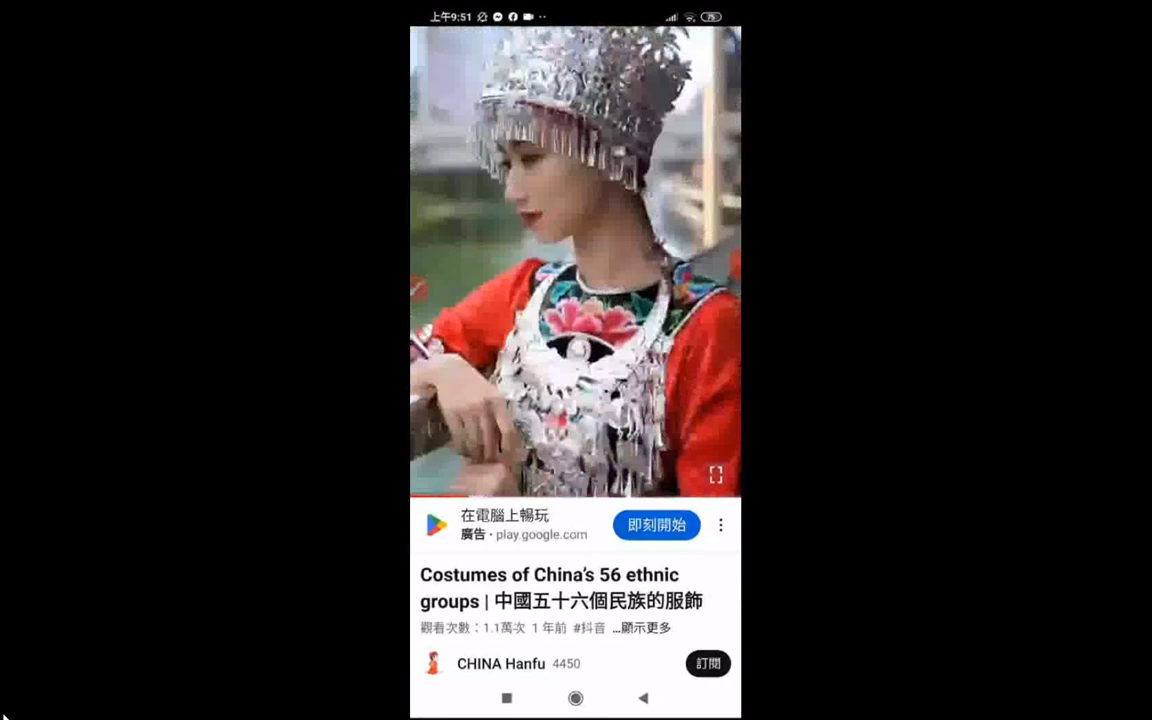 上午9:51
75
在電腦上暢玩
廣告 · play.google.com
即刻開始
Costumes of China's 56 ethnic
groups | 中國五十六個民族的服飾
觀看次數：1.1萬次 1 年前 #抖音 ...顯示更多
CHINA Hanfu 4450
訂閱